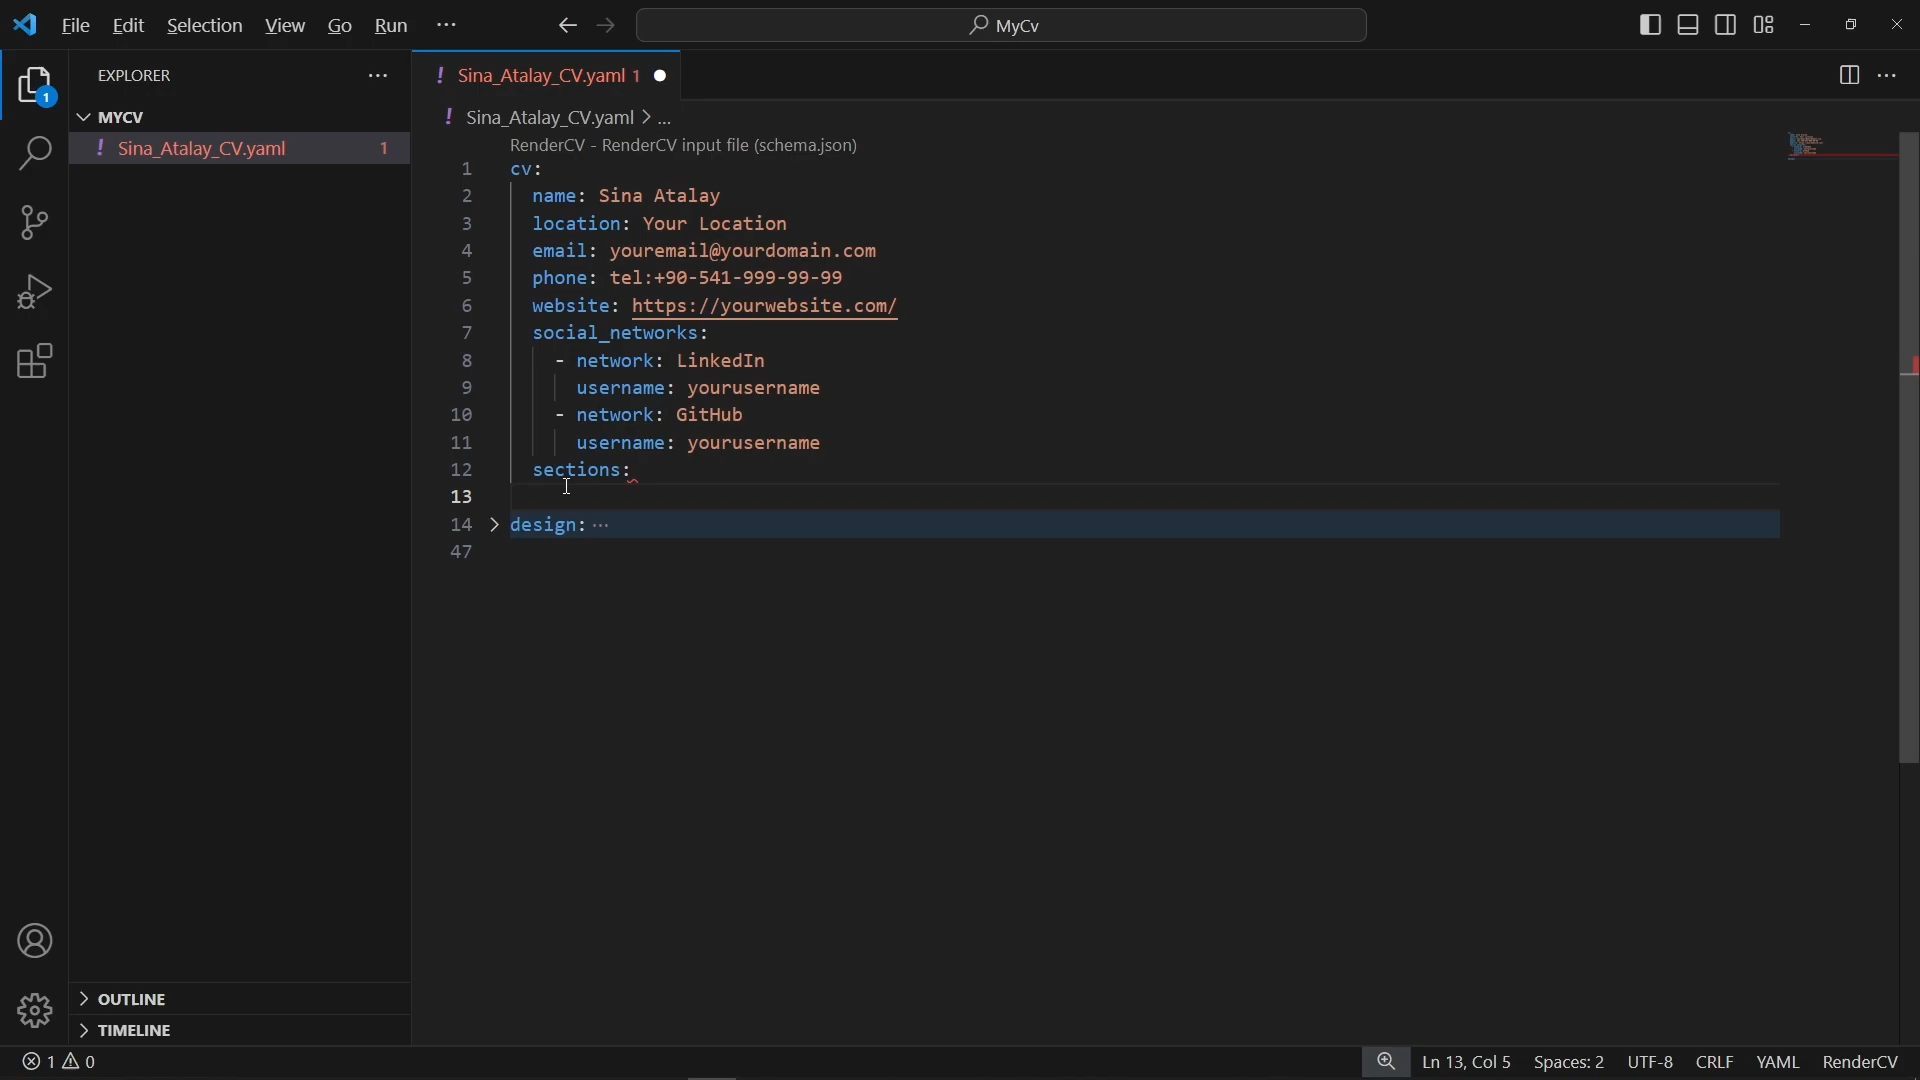 File Edit Selection View Go Run ··· MyCv
EXPLORER ···
MYCV
! Sina_Atalay_CV.yaml 1
OUTLINE
TIMELINE
! Sina_Atalay_CV.yaml 1
! Sina_Atalay_CV.yaml > ...
RenderCV - RenderCV input file (schema.json)
1 cv:
2 name: Sina Atalay
3 location: Your Location
4 email: youremail@yourdomain.com
5 phone: tel:+90-541-999-99-99
6 website: https://yourwebsite.com/
7 social_networks:
8 - network: LinkedIn
9 username: yourusername
10 - network: GitHub
11 username: yourusername
12 sections:
13
14 design: ···
47
1 0 Ln 13, Col 5 Spaces: 2 UTF-8 CRLF YAML RenderCV
1